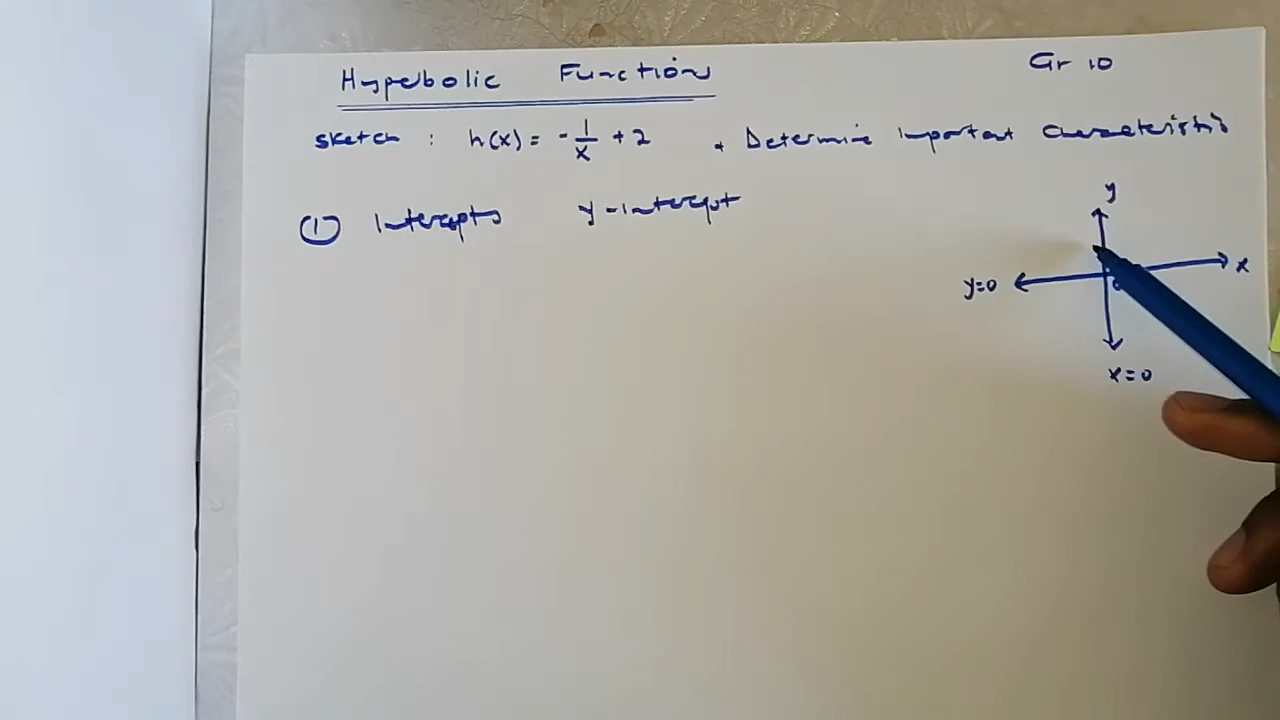 Hyperbolic Function Gr 10
sketch : h(x) = -1/x + 2 * Determine important characteristics
① Intercepts y-intercept
y
x
y=0
x=0